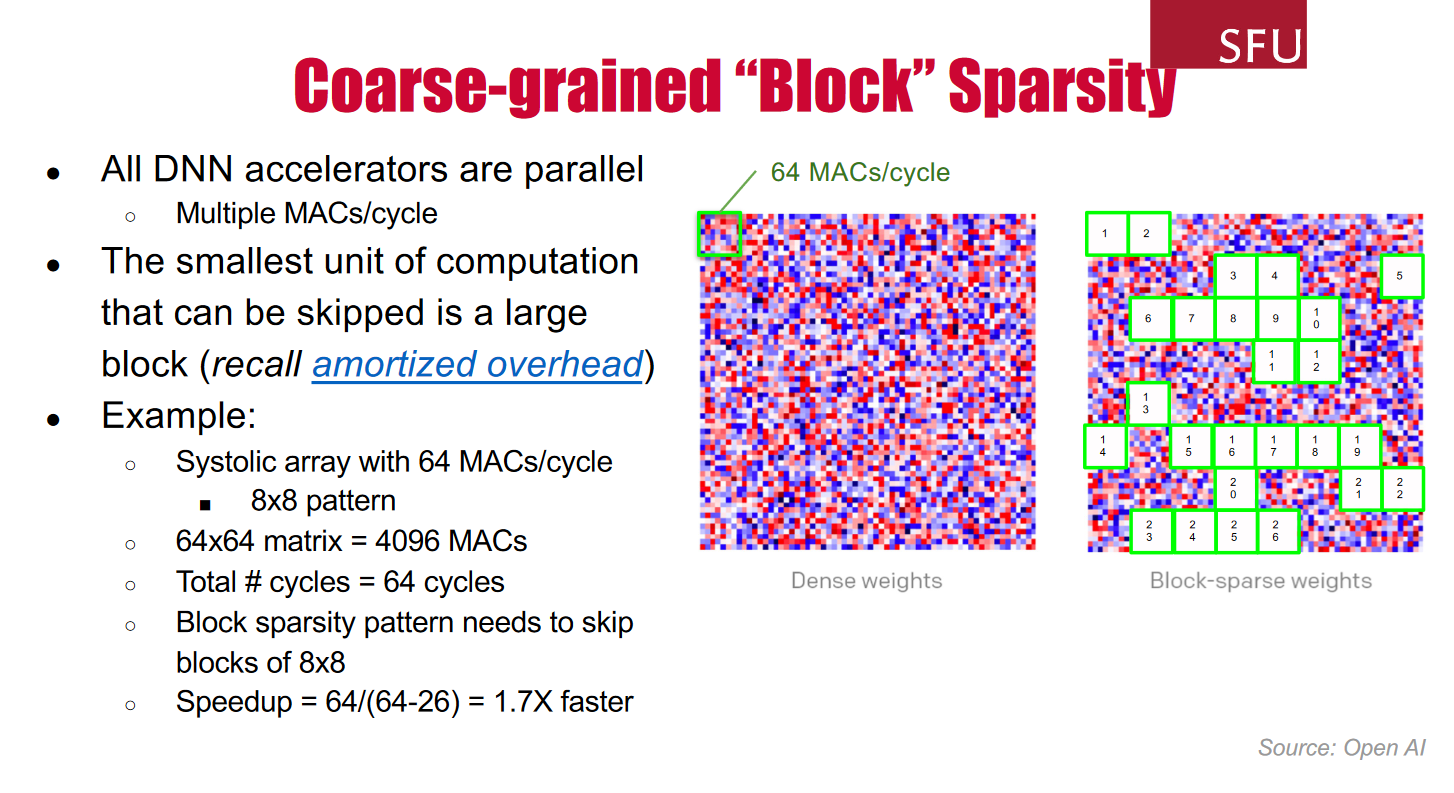 SFU
Coarse-grained “Block” Sparsity
● All DNN accelerators are parallel
○ Multiple MACs/cycle
● The smallest unit of computation
that can be skipped is a large
block (recall amortized overhead)
● Example:
○ Systolic array with 64 MACs/cycle
■ 8x8 pattern
○ 64x64 matrix = 4096 MACs
○ Total # cycles = 64 cycles
○ Block sparsity pattern needs to skip
blocks of 8x8
○ Speedup = 64/(64-26) = 1.7X faster
64 MACs/cycle
Dense weights
1 2
3 4 5
6 7 8 9 10
11 12
13
14 15 16 17 18 19
20 21 22
23 24 25 26
Block-sparse weights
Source: Open AI